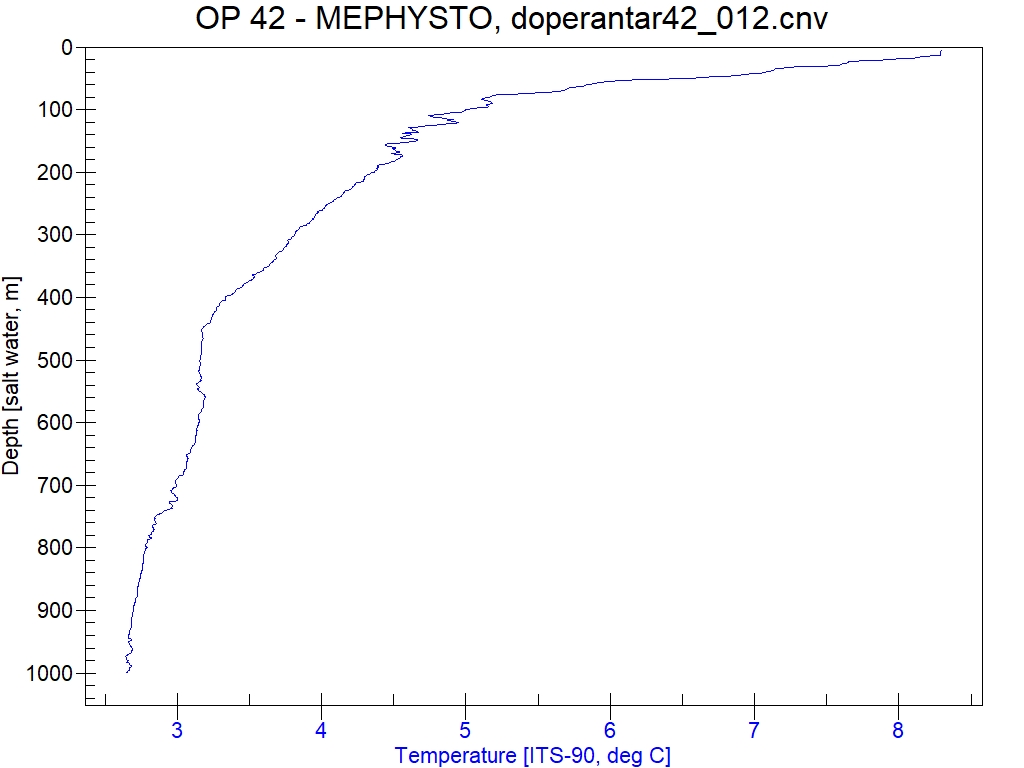 OP 42 - MEPHYSTO, doperantar42_012.cnv
0
100
200
300
400
500
600
700
800
900
1000
Depth [salt water, m]
3 4 5 6 7 8
Temperature [ITS-90, deg C]